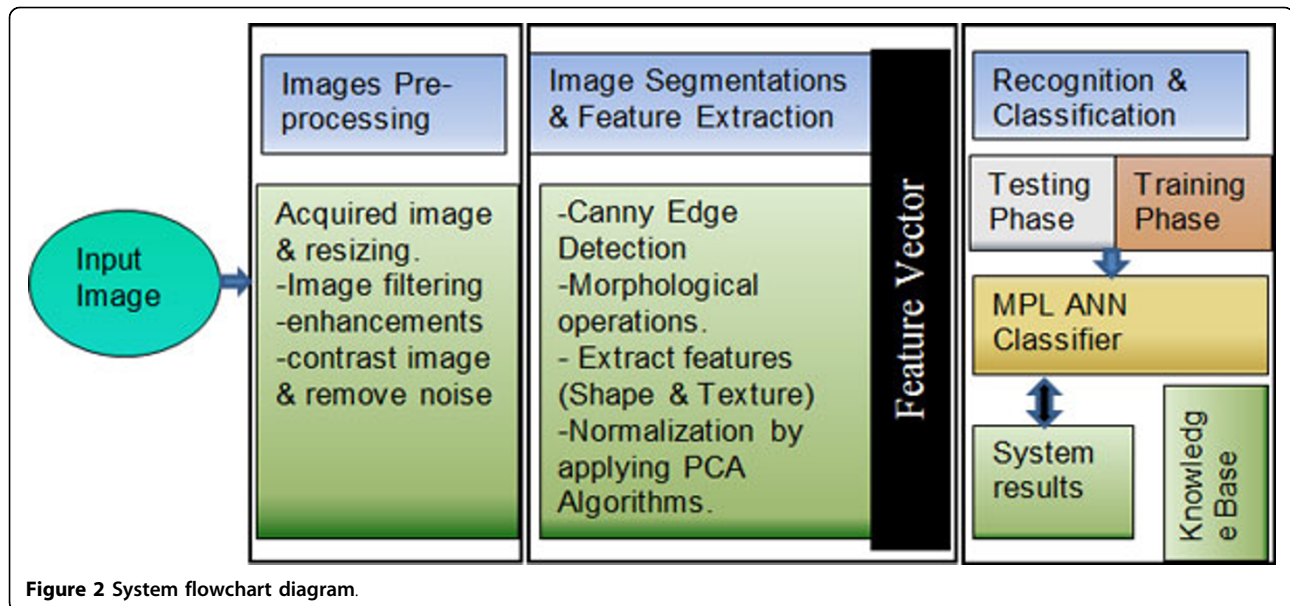 Input
Image
Images Pre-
processing
Acquired image
& resizing.
-Image filtering
-enhancements
-contrast image
& remove noise
Image Segmentations
& Feature Extraction
-Canny Edge
Detection
-Morphological
operations.
- Extract features
(Shape & Texture)
-Normalization by
applying PCA
Algorithms.
Feature Vector
Recognition &
Classification
Testing
Phase
Training
Phase
MPL ANN
Classifier
System
results
Knowledg
e Base
Figure 2 System flowchart diagram.